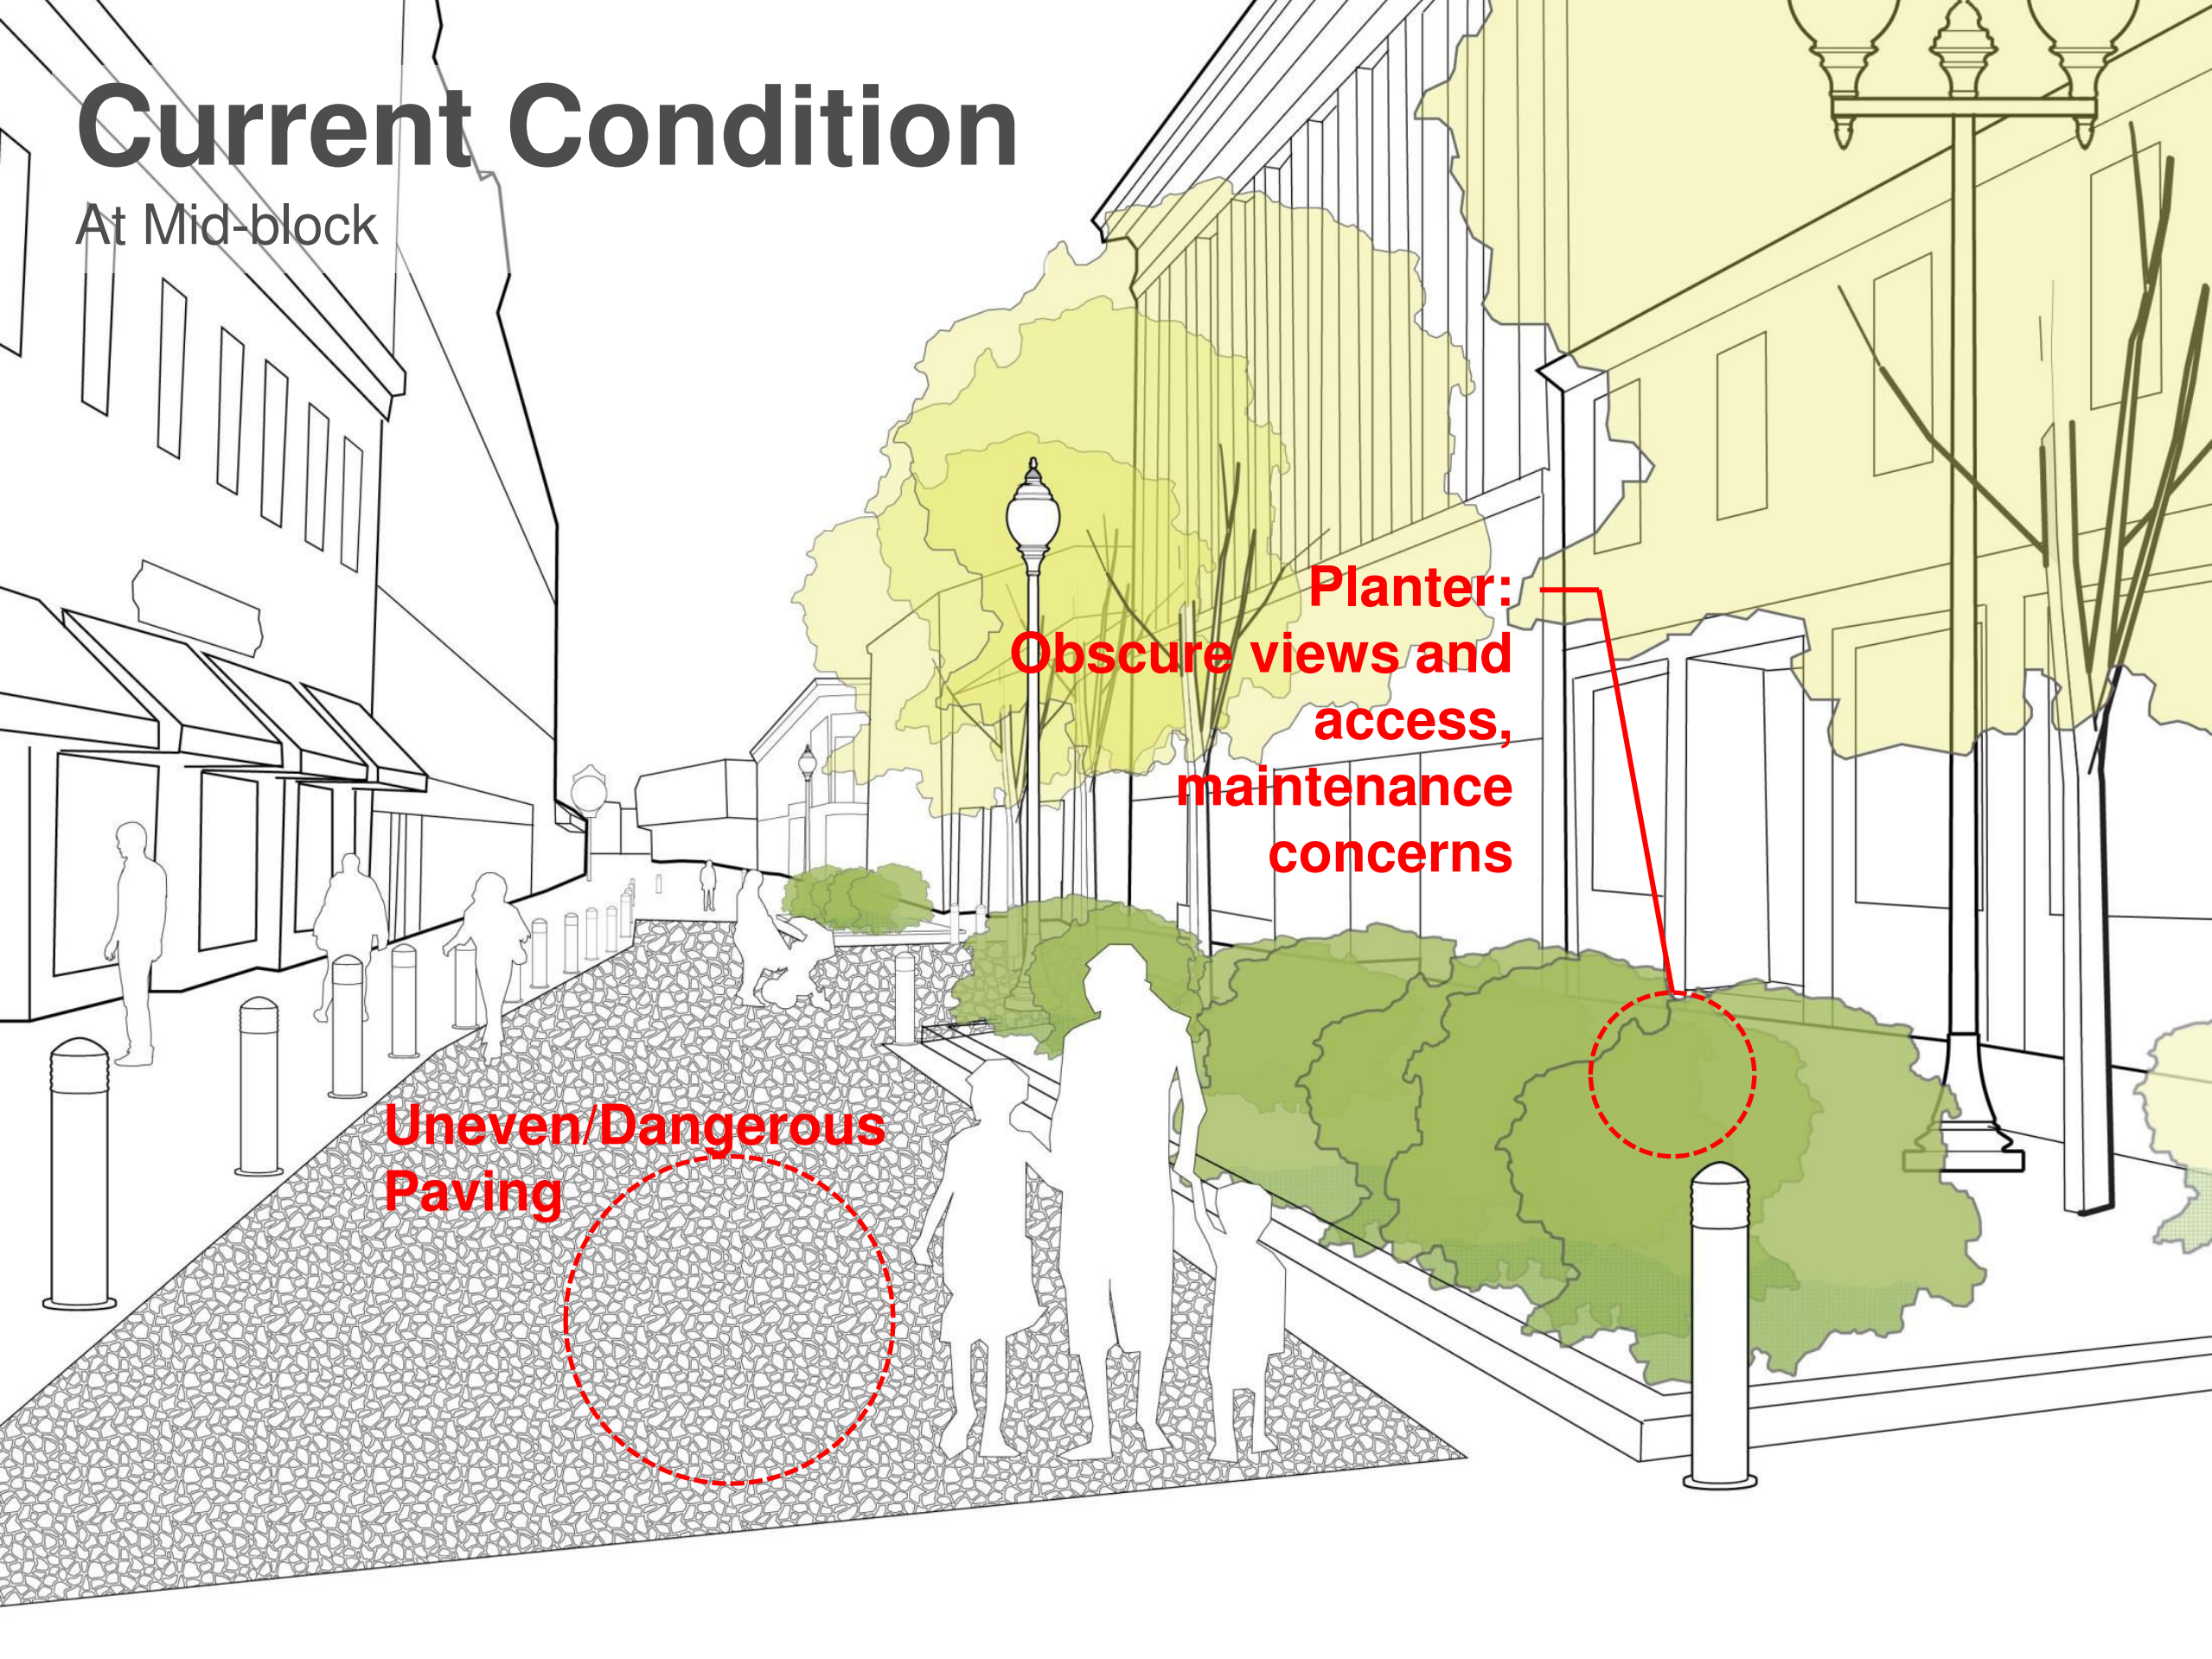 Current Condition
At Mid-block
Planter:
Obscure views and
access,
maintenance
concerns
Uneven/Dangerous
Paving